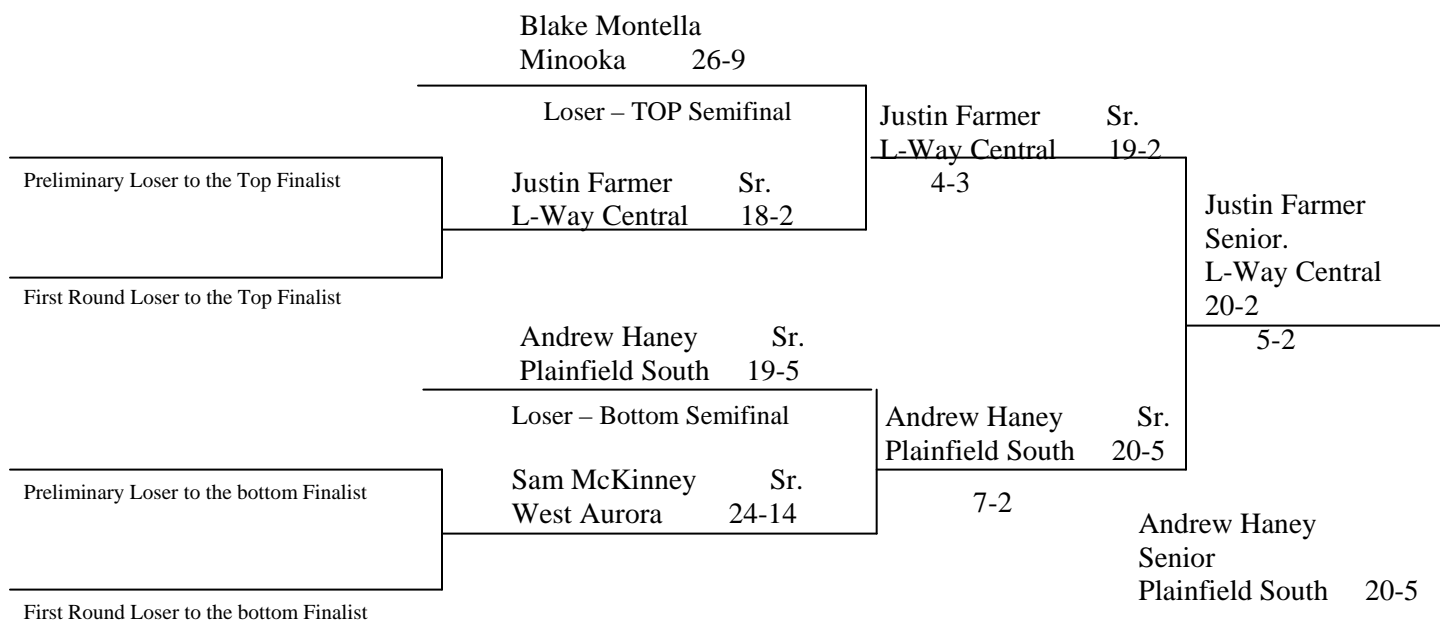 Blake Montella
Minooka 26-9
Loser – TOP Semifinal
Justin Farmer Sr.
L-Way Central 19-2
4-3
Preliminary Loser to the Top Finalist
Justin Farmer Sr.
L-Way Central 18-2
Justin Farmer
Senior.
L-Way Central
20-2
5-2
First Round Loser to the Top Finalist
Andrew Haney Sr.
Plainfield South 19-5
Loser – Bottom Semifinal
Andrew Haney Sr.
Plainfield South 20-5
7-2
Preliminary Loser to the bottom Finalist
Sam McKinney Sr.
West Aurora 24-14
Andrew Haney
Senior
Plainfield South 20-5
First Round Loser to the bottom Finalist